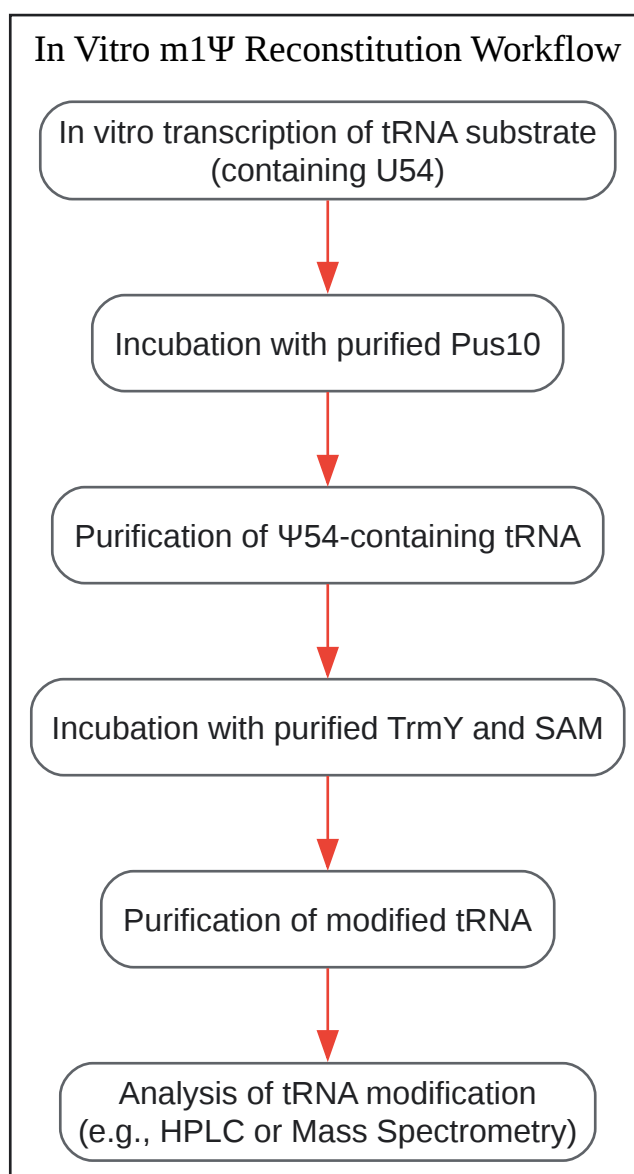 In Vitro m1Ψ Reconstitution Workflow
In vitro transcription of tRNA substrate
(containing U54)
Incubation with purified Pus10
Purification of Ψ54-containing tRNA
Incubation with purified TrmY and SAM
Purification of modified tRNA
Analysis of tRNA modification
(e.g., HPLC or Mass Spectrometry)